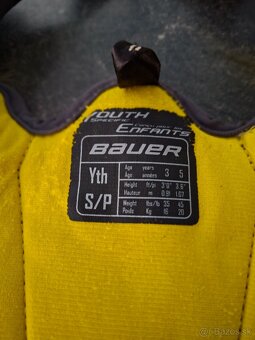 YOUTH
SPECIFIC
ENFANTS
BAUER
Yth
S/P
Age years 3 5
Âge années
Height ft/pi 3'0" 3'6"
Hauteur m 0.91 1.07
Weight lbs/lb 35 45
Poids Kg 16 20